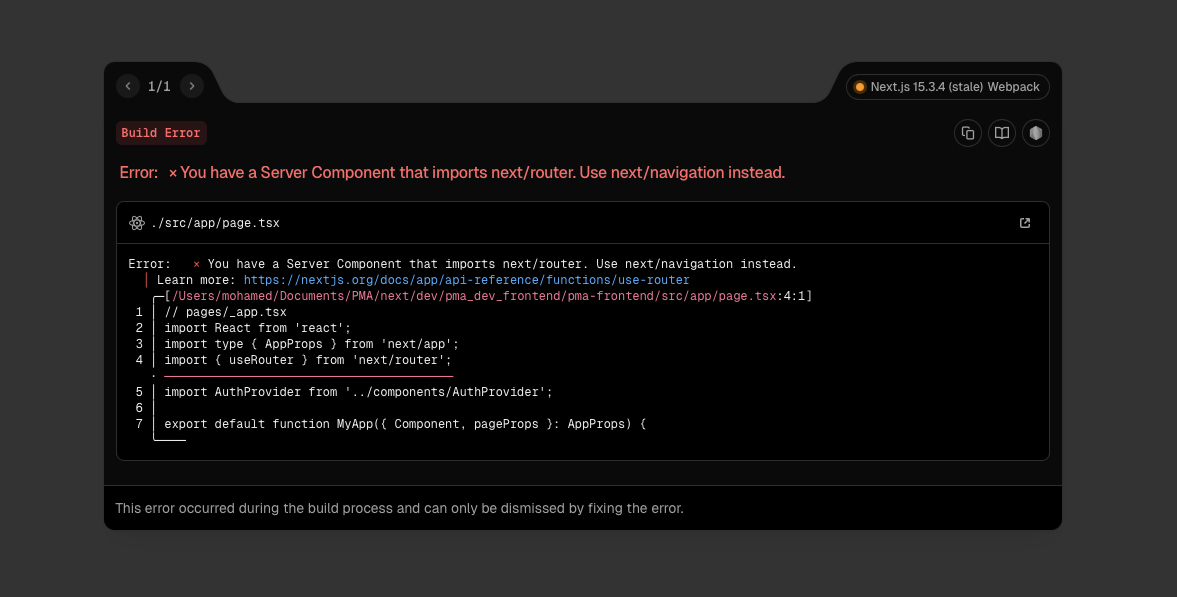 1/1
Next.js 15.3.4 (stale) Webpack
Build Error
Error: × You have a Server Component that imports next/router. Use next/navigation instead.
./src/app/page.tsx
Error:   × You have a Server Component that imports next/router. Use next/navigation instead.
│ Learn more: https://nextjs.org/docs/app/api-reference/functions/use-router
╭─[/Users/mohamed/Documents/PMA/next/dev/pma_dev_frontend/pma-frontend/src/app/page.tsx:4:1]
1 │ // pages/_app.tsx
2 │ import React from 'react';
3 │ import type { AppProps } from 'next/app';
4 │ import { useRouter } from 'next/router';
5 │ import AuthProvider from '../components/AuthProvider';
6 │
7 │ export default function MyApp({ Component, pageProps }: AppProps) {
This error occurred during the build process and can only be dismissed by fixing the error.